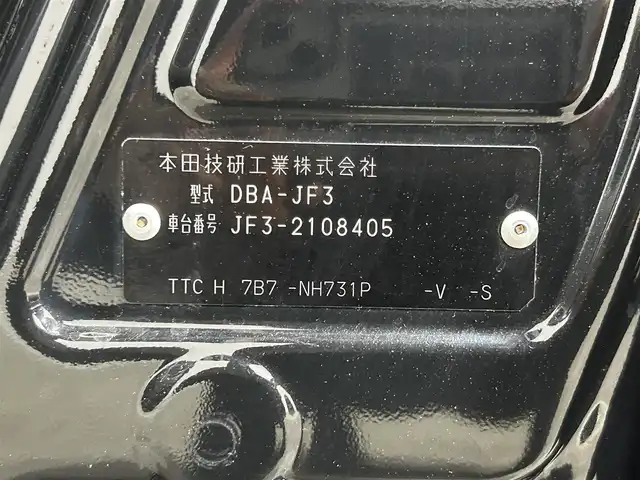 本田技研工業株式会社
型式 DBA-JF3
車台番号 JF3-2108405
TTC H 7B7 -NH731P -V -S